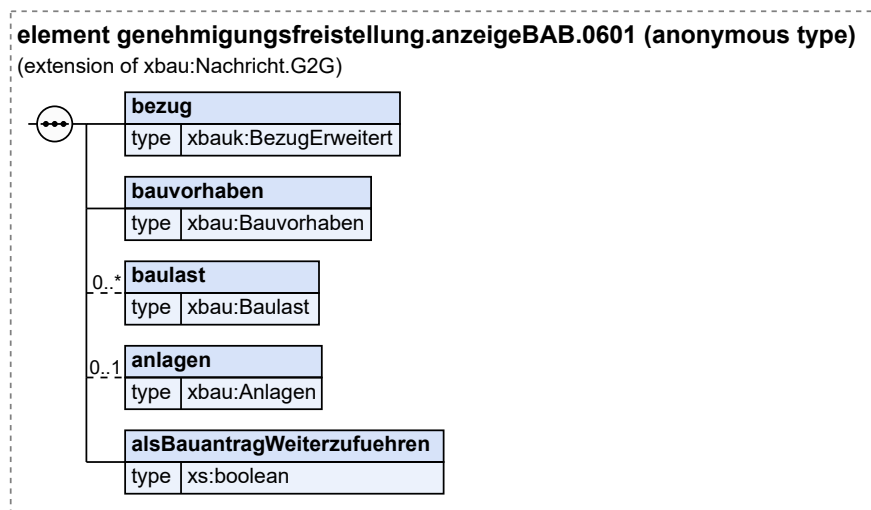 element genehmigungsfreistellung.anzeigeBAB.0601 (anonymous type)
(extension of xbau:Nachricht.G2G)
bezug
type xbauk:BezugErweitert
bauvorhaben
type xbau:Bauvorhaben
0..* baulast
type xbau:Baulast
0..1 anlagen
type xbau:Anlagen
alsBauantragWeiterzufuehren
type xs:boolean